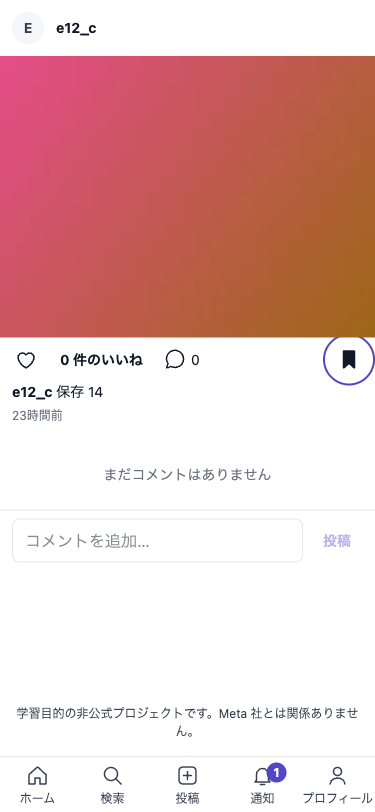 E
e12_c
0 件のいいね
0
e12_c 保存 14
23時間前
まだコメントはありません
コメントを追加...
投稿
学習目的の非公式プロジェクトです。Meta 社とは関係ありませ
ん。
1
ホーム
検索
投稿
通知
プロフィール